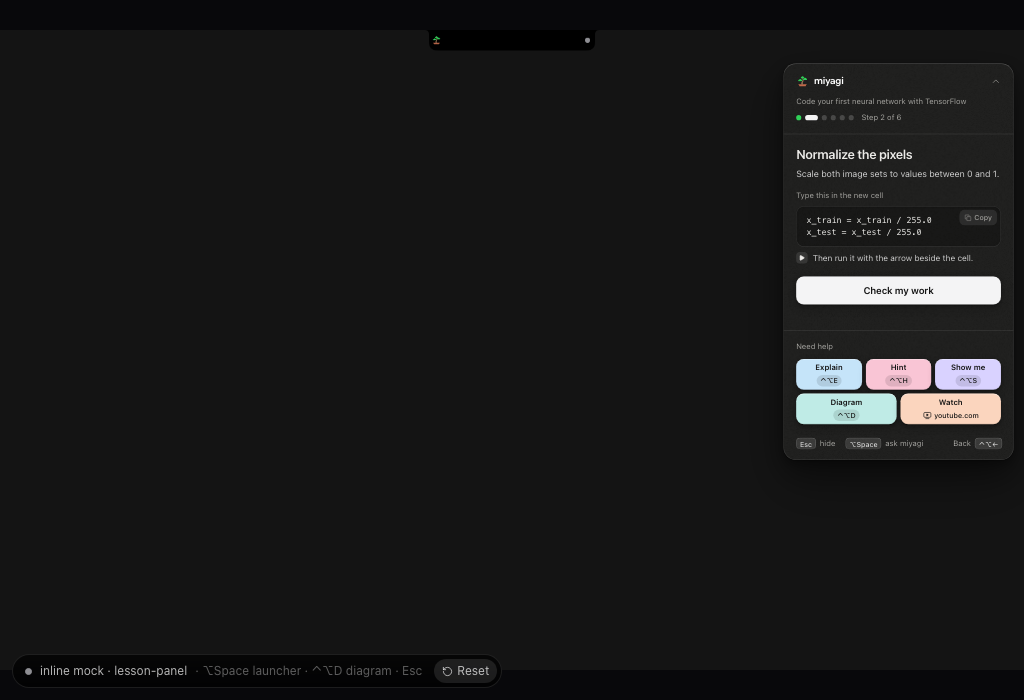 miyagi
Code your first neural network with TensorFlow
Step 2 of 6
Normalize the pixels
Scale both image sets to values between 0 and 1.
Type this in the new cell
x_train = x_train / 255.0
x_test = x_test / 255.0
Copy
Then run it with the arrow beside the cell.
Check my work
Need help
Explain
⌃⌥E
Hint
⌃⌥H
Show me
⌃⌥S
Diagram
⌃⌥D
Watch
youtube.com
Esc hide ⌥Space ask miyagi Back ⌃⌥←
inline mock · lesson-panel · ⌥Space launcher · ⌃⌥D diagram · Esc Reset